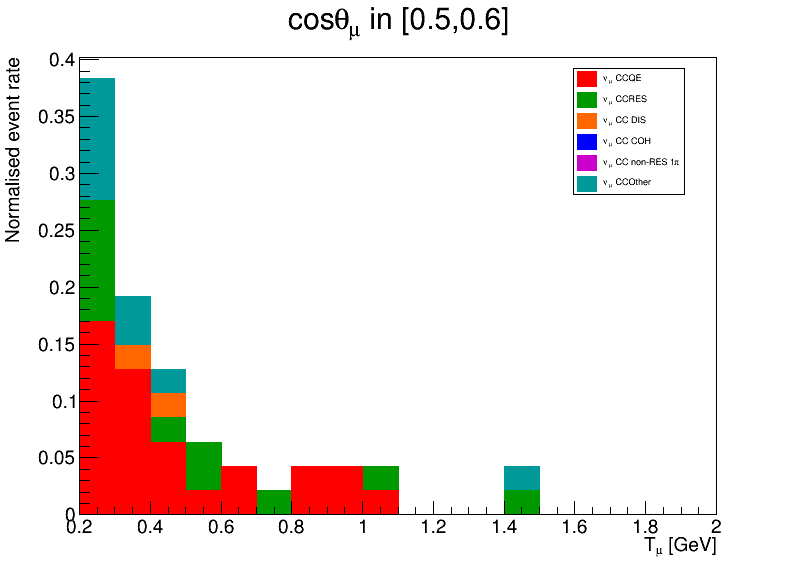 cosθμ in [0.5,0.6]
Normalised event rate
0.4
0.35
0.3
0.25
0.2
0.15
0.1
0.05
0
νμ CCQE
νμ CCRES
νμ CC DIS
νμ CC COH
νμ CC non-RES 1π
νμ CCOther
0.2 0.4 0.6 0.8 1 1.2 1.4 1.6 1.8 2
Tμ [GeV]